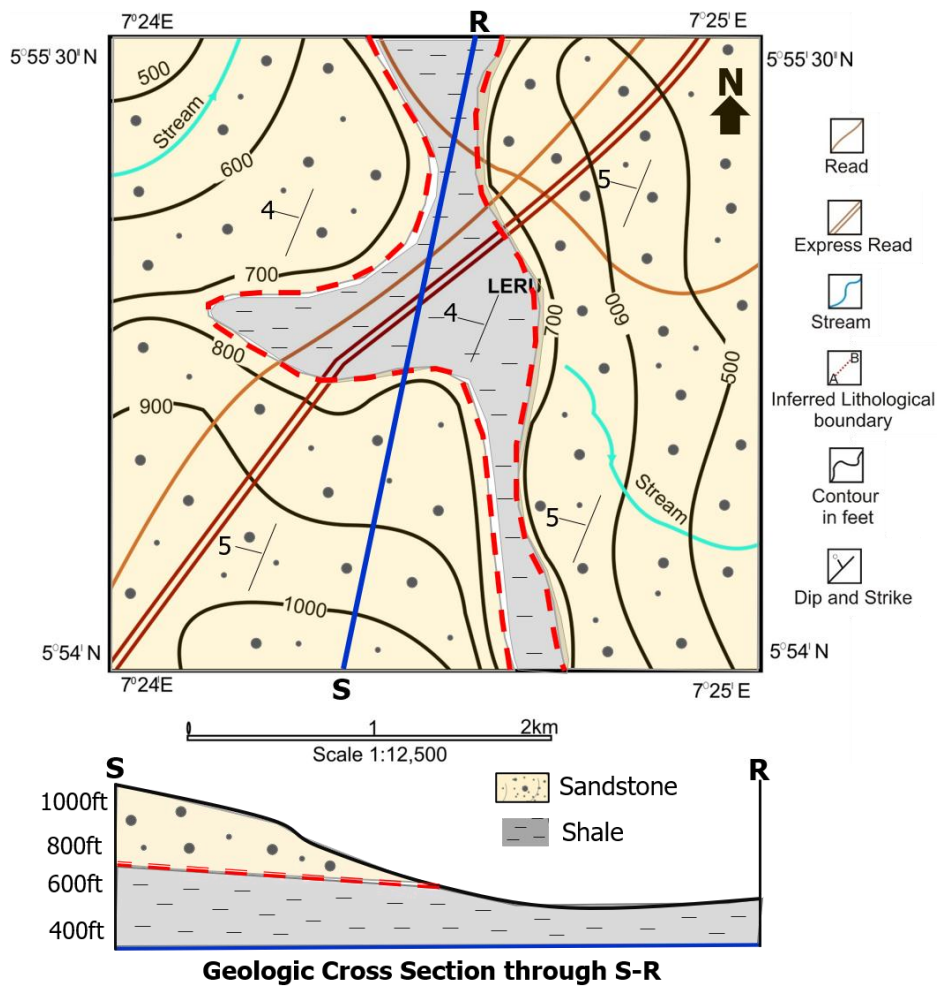 7°24'E
R
7°25'E
5°55'30"N
5°55'30"N
500
Stream
600
N
4
5
700
LERU
4
700
600
500
800
900
Stream
5
5
1000
5°54'N
5°54'N
7°24'E
S
7°25'E
Read
Express Read
Stream
A
B
Inferred Lithological
boundary
Contour
in feet
Dip and Strike
0
1
2km
Scale 1:12,500
S
R
1000ft
800ft
600ft
400ft
Sandstone
Shale
Geologic Cross Section through S-R